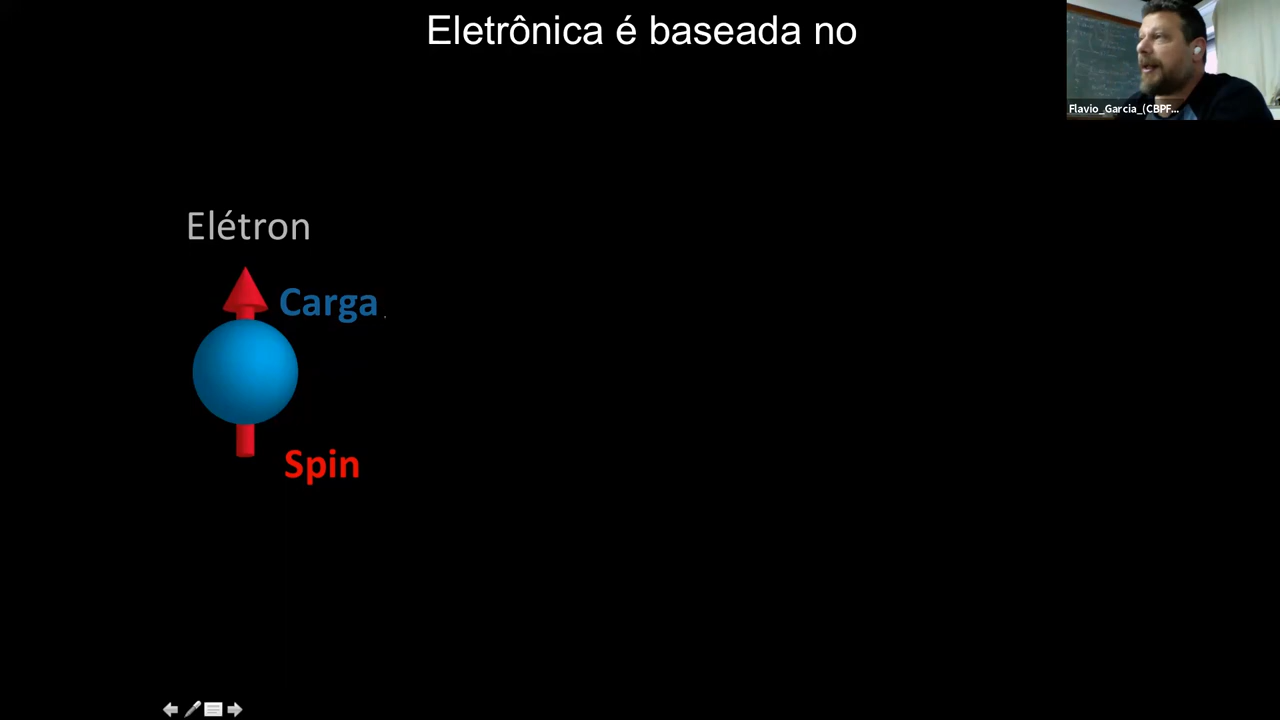 Eletrônica é baseada no
Flavio_Garcia_(CBPF...
Elétron
Carga
Spin